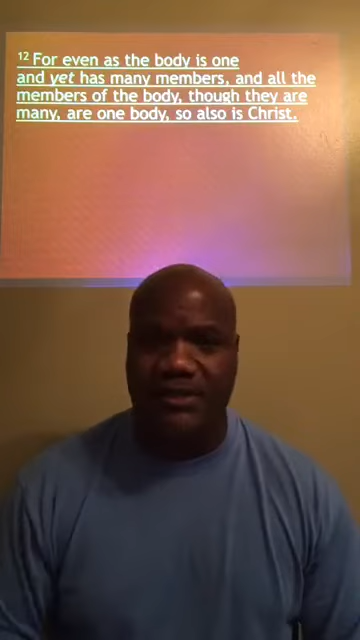 12 For even as the body is one
and yet has many members, and all the
members of the body, though they are
many, are one body, so also is Christ.